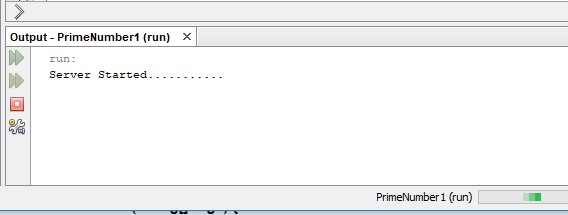 Output - PrimeNumber1 (run)
run:
Server Started...........
PrimeNumber1 (run)